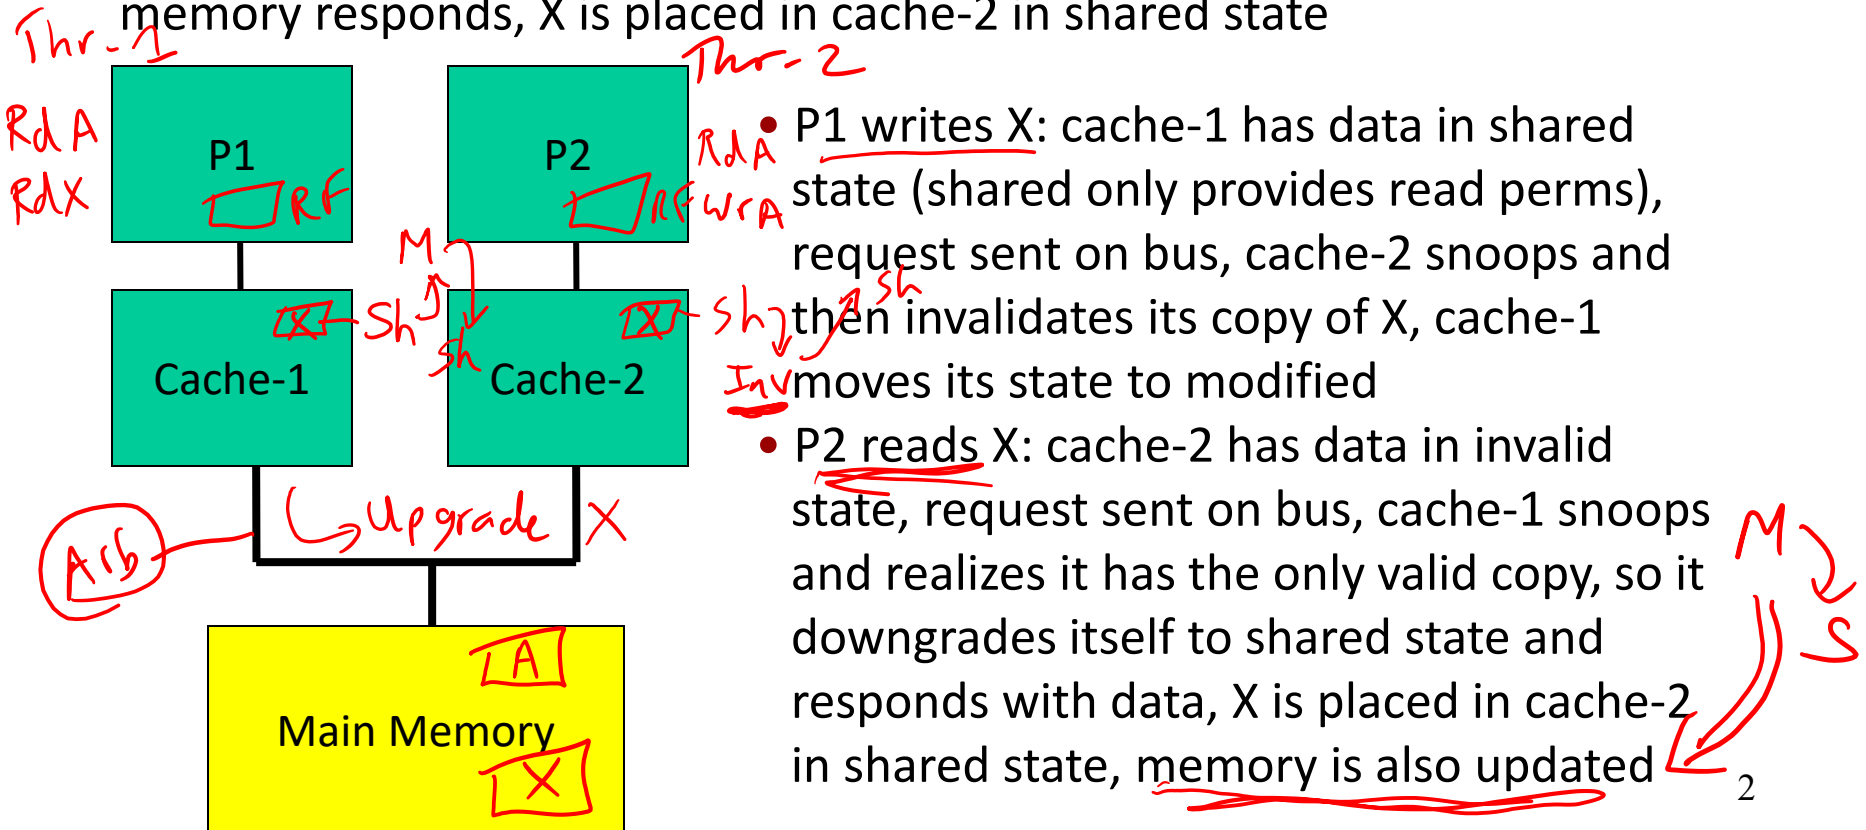 memory responds, X is placed in cache-2 in shared state
Thr-1
Thr-2
Rd A
Rd X
P1
RF
P2
RF
Rd A
Wr A
M
X
Sh
Sh
X
Sh
Inv
Sh
Cache-1
Cache-2
Upgrade X
Arb
A
Main Memory
X
• P1 writes X: cache-1 has data in shared
state (shared only provides read perms),
request sent on bus, cache-2 snoops and
then invalidates its copy of X, cache-1
moves its state to modified
• P2 reads X: cache-2 has data in invalid
state, request sent on bus, cache-1 snoops
and realizes it has the only valid copy, so it
downgrades itself to shared state and
responds with data, X is placed in cache-2
in shared state, memory is also updated
M
S
2